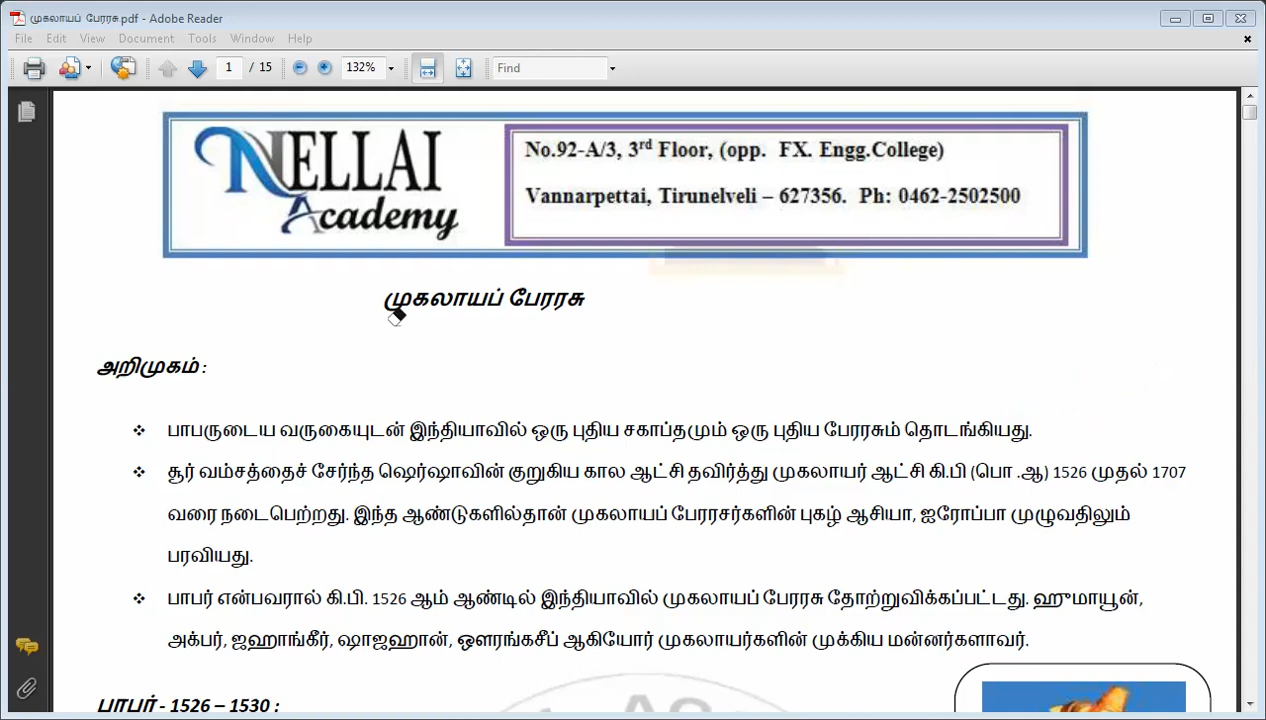 முகலாயப் பேரரசு.pdf - Adobe Reader
File Edit View Document Tools Window Help
1 / 15 132% Find
NELLAI
Academy
No.92-A/3, 3rd Floor, (opp. FX. Engg.College)
Vannarpettai, Tirunelveli – 627356. Ph: 0462-2502500
முகலாயப் பேரரசு
அறிமுகம் :
❖ பாபருடைய வருகையுடன் இந்தியாவில் ஒரு புதிய சகாப்தமும் ஒரு புதிய பேரரசும் தொடங்கியது.
❖ சூர் வம்சத்தைச் சேர்ந்த ஷெர்ஷாவின் குறுகிய கால ஆட்சி தவிர்த்து முகலாயர் ஆட்சி கி.பி (பொ .ஆ) 1526 முதல் 1707
வரை நடைபெற்றது. இந்த ஆண்டுகளில்தான் முகலாயப் பேரரசர்களின் புகழ் ஆசியா, ஐரோப்பா முழுவதிலும்
பரவியது.
❖ பாபர் என்பவரால் கி.பி. 1526 ஆம் ஆண்டில் இந்தியாவில் முகலாயப் பேரரசு தோற்றுவிக்கப்பட்டது. ஹுமாயூன்,
அக்பர், ஜஹாங்கீர், ஷாஜஹான், ஔரங்கசீப் ஆகியோர் முகலாயர்களின் முக்கிய மன்னர்களாவர்.
பாபர் - 1526 – 1530 :